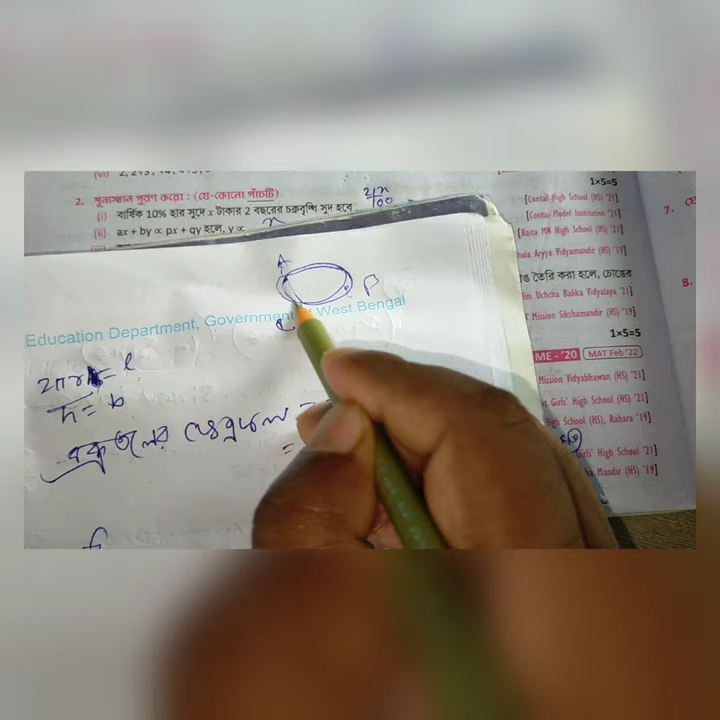 2. শূন্যস্থান পূরণ করো : (যে-কোনো পাঁচটি)
1×5=5
(i) বার্ষিক 10% হার সুদে x টাকার 2 বছরের চক্রবৃদ্ধি সুদ হবে
21x
100
[Contai High School (HS) '21]
(ii) ax + by ∝ px + qy হলে, y ∝
x
[Contai Model Institution '21]
[Barta MN High School (HS) '21]
Aryya Vidyamandir (HS) '19]
তৈরি করা হলে, চোঙের
Uchcha Balika Vidyalaya '21]
Mission Sikshamandir (HS) '19]
1×5=5
ME - '20 MAT Feb '22
Mission Vidyabhawan (HS) '21]
Girls' High School (HS) '21]
High School (HS), Rahara '19]
Girls' High School '21]
Mandir (HS) '19]
7.
8.
A
P
C
Education Department, Government of West Bengal
= l
h = b
বক্রতলের ক্ষেত্রফল =
=